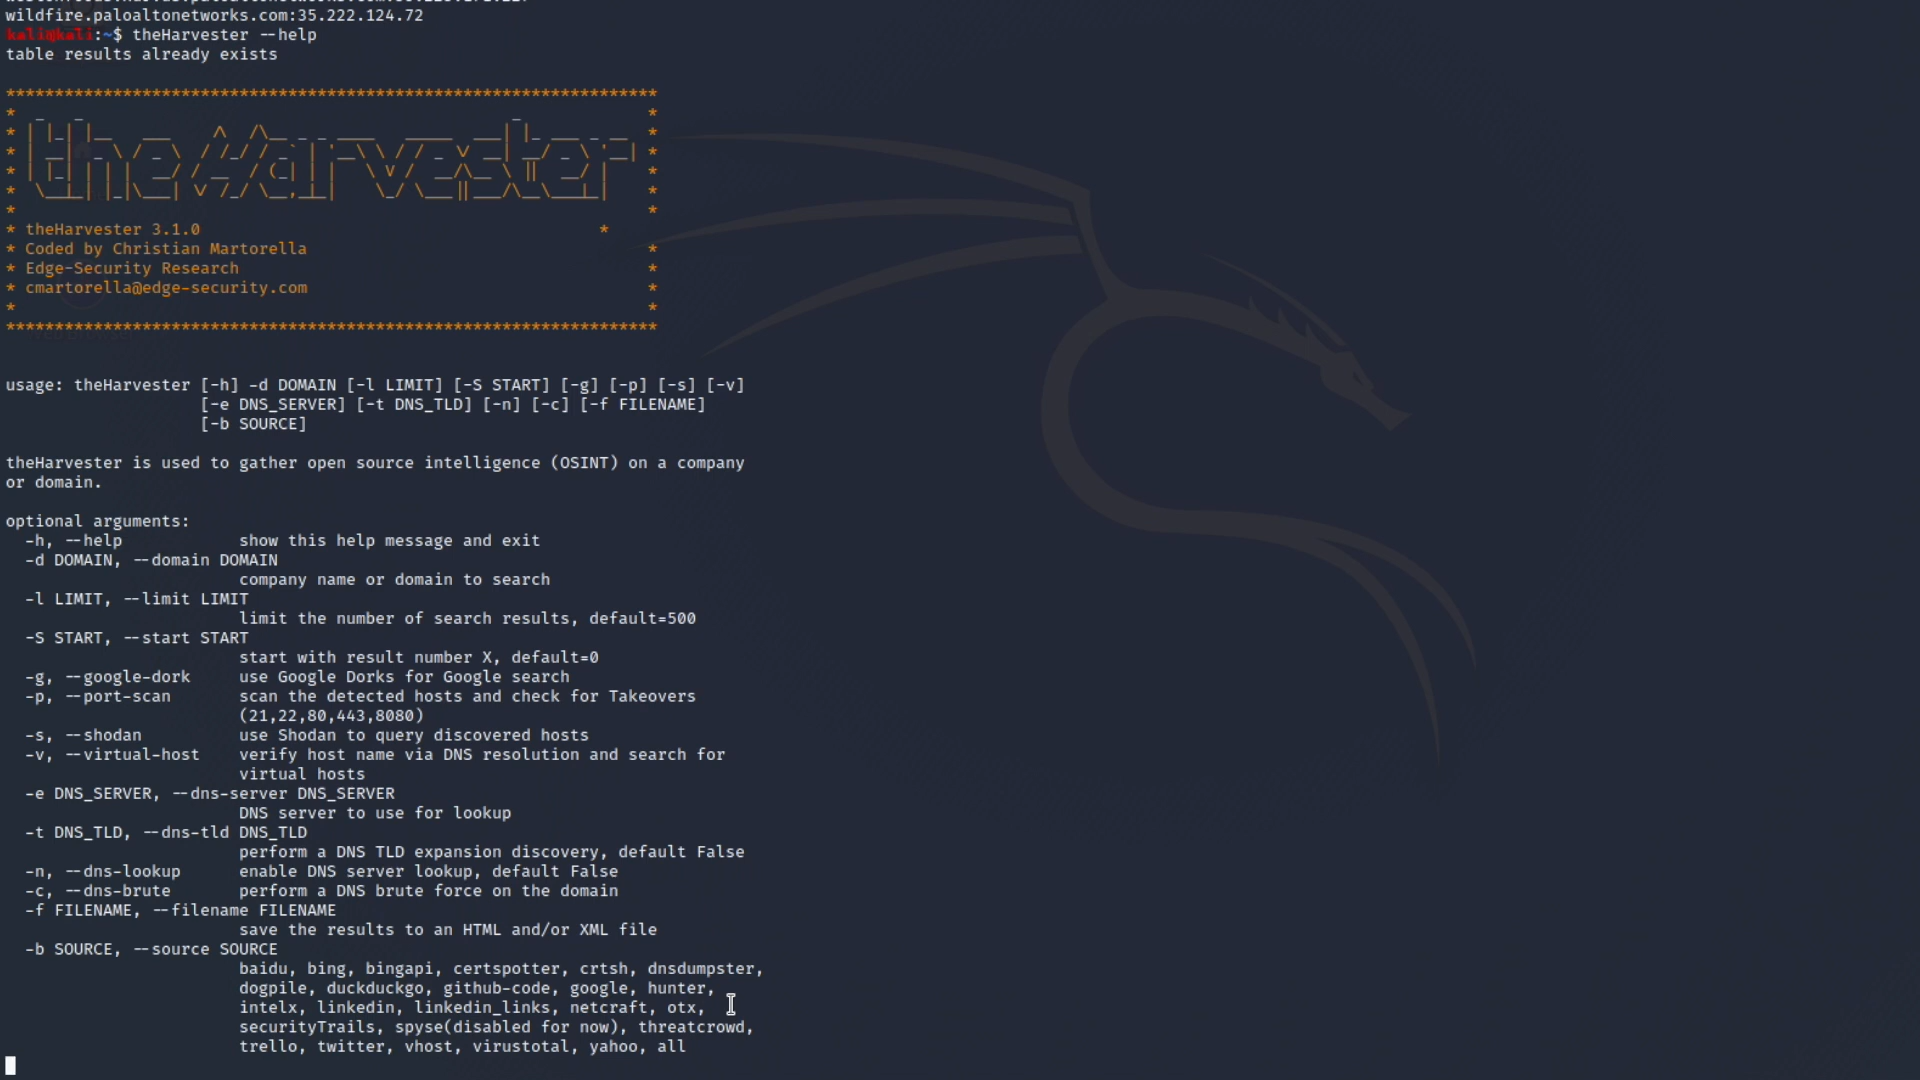 wildfire.paloaltonetworks.com:35.222.124.72
kali@kali:~$ theHarvester --help
table results already exists
*******************************************************************
theHarvester
* theHarvester 3.1.0 *
* Coded by Christian Martorella *
* Edge-Security Research *
* cmartorella@edge-security.com *
* *
*******************************************************************
usage: theHarvester [-h] -d DOMAIN [-l LIMIT] [-S START] [-g] [-p] [-s] [-v]
[-e DNS_SERVER] [-t DNS_TLD] [-n] [-c] [-f FILENAME]
[-b SOURCE]
theHarvester is used to gather open source intelligence (OSINT) on a company
or domain.
optional arguments:
-h, --help show this help message and exit
-d DOMAIN, --domain DOMAIN
company name or domain to search
-l LIMIT, --limit LIMIT
limit the number of search results, default=500
-S START, --start START
start with result number X, default=0
-g, --google-dork use Google Dorks for Google search
-p, --port-scan scan the detected hosts and check for Takeovers
(21,22,80,443,8080)
-s, --shodan use Shodan to query discovered hosts
-v, --virtual-host verify host name via DNS resolution and search for
virtual hosts
-e DNS_SERVER, --dns-server DNS_SERVER
DNS server to use for lookup
-t DNS_TLD, --dns-tld DNS_TLD
perform a DNS TLD expansion discovery, default False
-n, --dns-lookup enable DNS server lookup, default False
-c, --dns-brute perform a DNS brute force on the domain
-f FILENAME, --filename FILENAME
save the results to an HTML and/or XML file
-b SOURCE, --source SOURCE
baidu, bing, bingapi, certspotter, crtsh, dnsdumpster,
dogpile, duckduckgo, github-code, google, hunter,
intelx, linkedin, linkedin_links, netcraft, otx,
securityTrails, spyse(disabled for now), threatcrowd,
trello, twitter, vhost, virustotal, yahoo, all